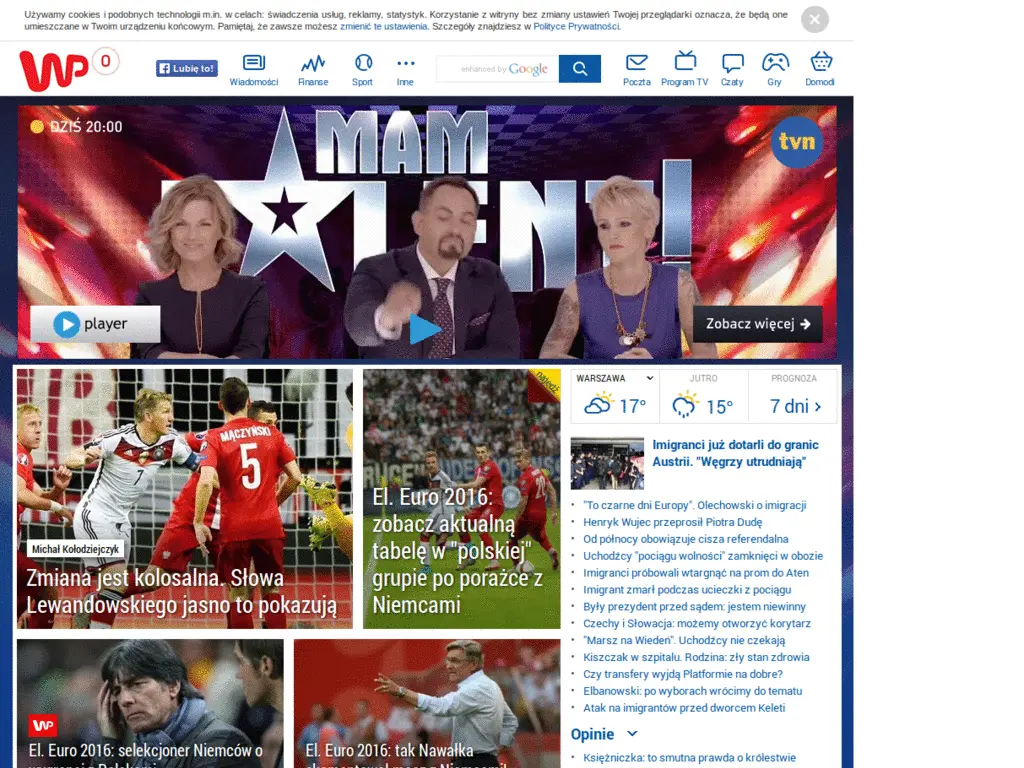 Używamy cookies i podobnych technologii m.in. w celach: świadczenia usług, reklamy, statystyk. Korzystanie z witryny bez zmiany ustawień Twojej przeglądarki oznacza, że będą one
umieszczane w Twoim urządzeniu końcowym. Pamiętaj, że zawsze możesz zmienić te ustawienia. Szczegóły znajdziesz w Polityce Prywatności.
WP 0
Lubię to!
Wiadomości
Finanse
Sport
Inne
enhanced by Google
Poczta
Program TV
Czaty
Gry
Domodi
DZIŚ 20:00
MAM
TALENT!
tvn
player
Zobacz więcej
MĄCZYŃSKI
5
7
Michał Kołodziejczyk
Zmiana jest kolosalna. Słowa
Lewandowskiego jasno to pokazują
20
El. Euro 2016:
zobacz aktualną
tabelę w "polskiej"
grupie po porażce z
Niemcami
WARSZAWA
17°
JUTRO
15°
PROGNOZA
7 dni
Imigranci już dotarli do granic
Austrii. "Węgrzy utrudniają"
"To czarne dni Europy". Olechowski o imigracji
Henryk Wujec przeprosił Piotra Dudę
Od północy obowiązuje cisza referendalna
Uchodźcy "pociągu wolności" zamknięci w obozie
Imigranci próbowali wtargnąć na prom do Aten
Imigrant zmarł podczas ucieczki z pociągu
Były prezydent przed sądem: jestem niewinny
Czechy i Słowacja: możemy otworzyć korytarz
"Marsz na Wiedeń". Uchodźcy nie czekają
Kiszczak w szpitalu. Rodzina: zły stan zdrowia
Czy transfery wyjdą Platformie na dobre?
Elbanowski: po wyborach wrócimy do tematu
Atak na imigrantów przed dworcem Keleti
Opinie
Księżniczka: to smutna prawda o królestwie
WP
El. Euro 2016: selekcjoner Niemców o
El. Euro 2016: tak Nawałka